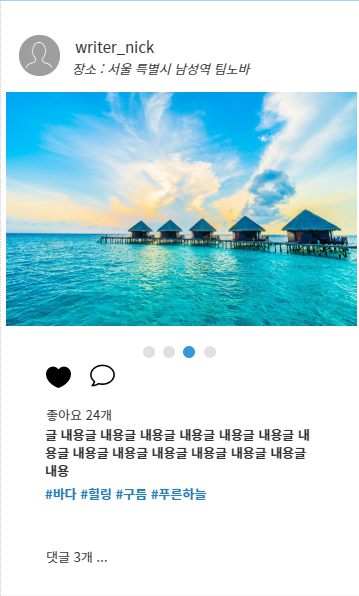 writer_nick
장소 : 서울 특별시 남성역 팀노바
좋아요 24개
글 내용글 내용글 내용글 내용글 내용글 내용글 내
용글 내용글 내용글 내용글 내용글 내용글 내용글
내용
#바다 #힐링 #구름 #푸른하늘
댓글 3개 ...